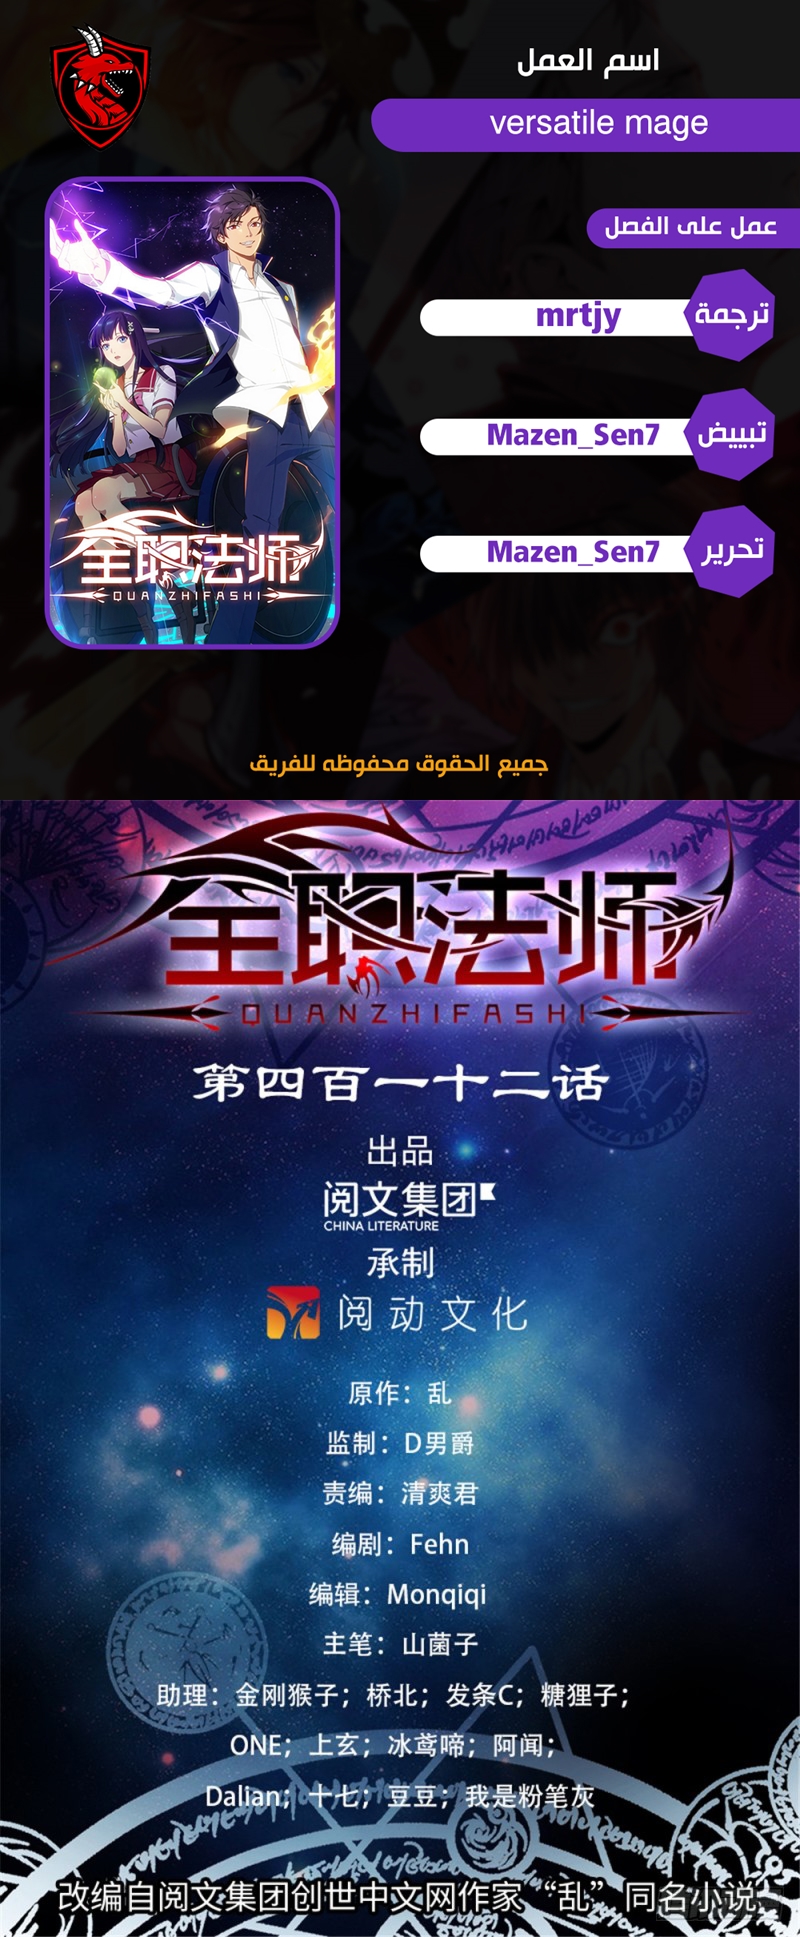 اسم العمل
versatile mage
عمل على الفصل
ترجمة
mrtjy
تبييض
Mazen_Sen7
تحرير
Mazen_Sen7
全职法师
QUANZHIFASHI
جميع الحقوق محفوظه للفريق
全职法师
QUANZHIFASHI
第四百一十二话
出品
阅文集团
CHINA LITERATURE
承制
阅动文化
原作：乱
监制：D男爵
责编：清爽君
编剧：Fehn
编辑：Monqiqi
主笔：山菌子
助理：金刚猴子；桥北；发条C；糖狸子；
ONE；上玄；冰鸢啼；阿闻；
Dalian；十七；豆豆；我是粉笔灰
改编自阅文集团创世中文网作家“乱”同名小说